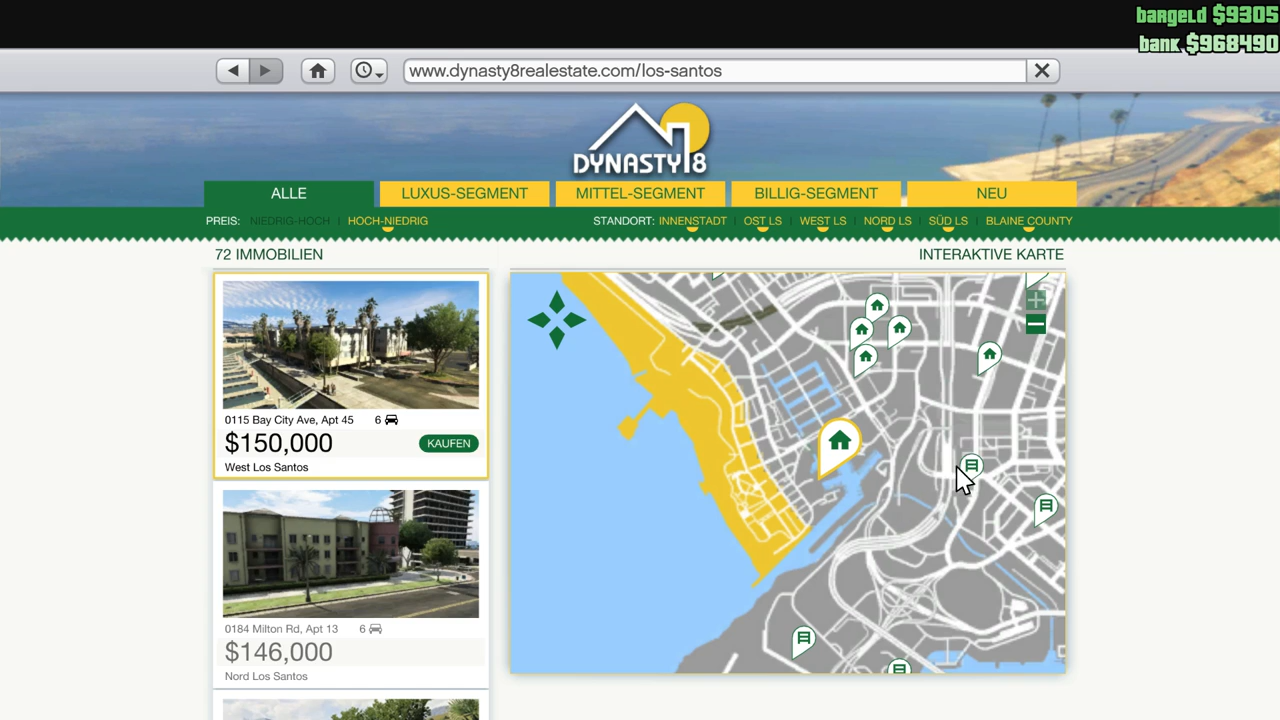 bargeld $9305
bank $968490
www.dynasty8realestate.com/los-santos
DYNASTY 8
ALLE
LUXUS-SEGMENT
MITTEL-SEGMENT
BILLIG-SEGMENT
NEU
PREIS: NIEDRIG-HOCH | HOCH-NIEDRIG
STANDORT: INNENSTADT | OST LS | WEST LS | NORD LS | SÜD LS | BLAINE COUNTY
72 IMMOBILIEN
INTERAKTIVE KARTE
0115 Bay City Ave, Apt 45 6
$150,000
KAUFEN
West Los Santos
0184 Milton Rd, Apt 13 6
$146,000
Nord Los Santos